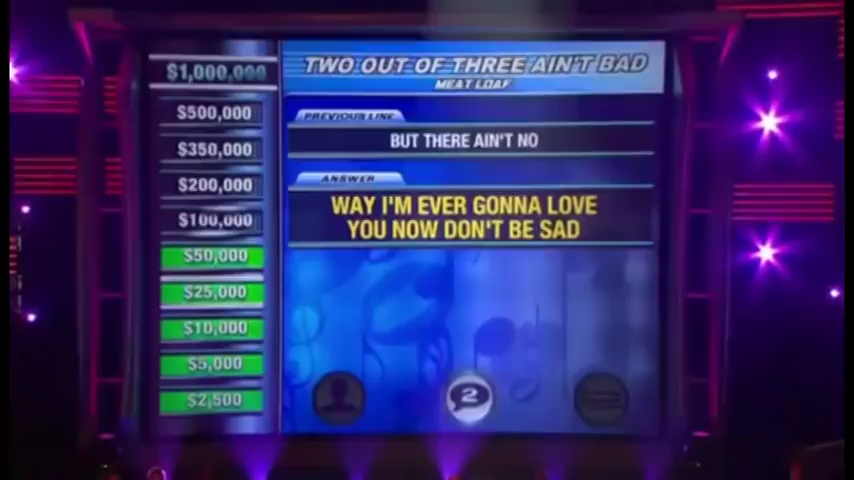 $1,000,000
$500,000
$350,000
$200,000
$100,000
$50,000
$25,000
$10,000
$5,000
$2,500
TWO OUT OF THREE AIN'T BAD
MEAT LOAF
PREVIOUS LINE
BUT THERE AIN'T NO
ANSWER
WAY I'M EVER GONNA LOVE
YOU NOW DON'T BE SAD
2